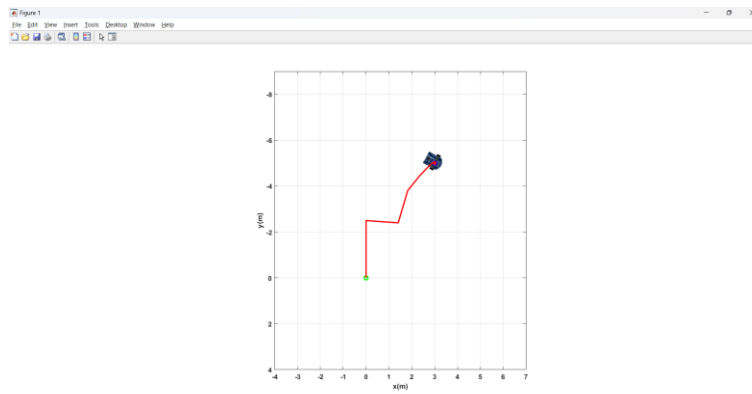 Figure 1
File Edit View Insert Tools Desktop Window Help
-8
-6
-4
-2
0
2
4
y(m)
-4 -3 -2 -1 0 1 2 3 4 5 6 7
x(m)